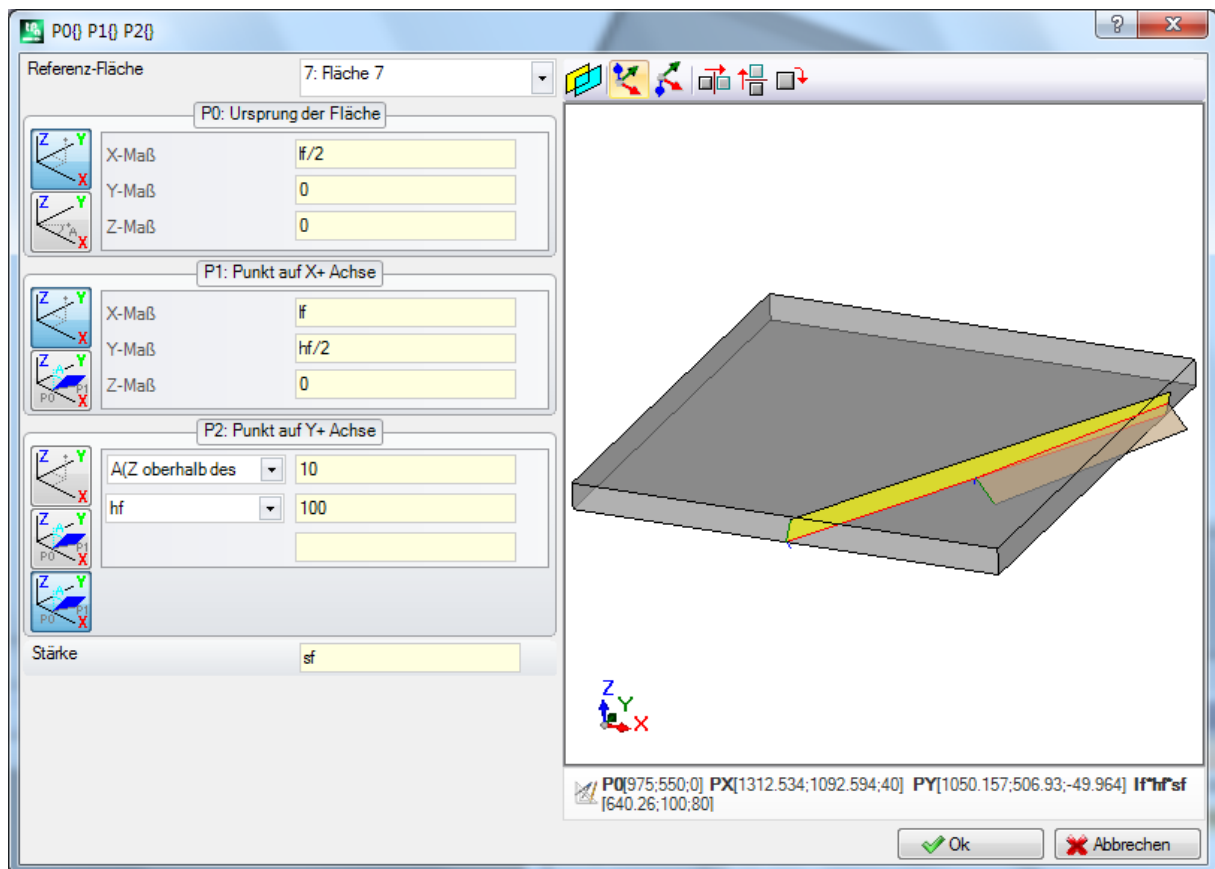 P0{} P1{} P2{}
Referenz-Fläche
7: Fläche 7
P0: Ursprung der Fläche
X-Maß
lf/2
Y-Maß
0
Z-Maß
0
P1: Punkt auf X+ Achse
X-Maß
lf
Y-Maß
hf/2
Z-Maß
0
P2: Punkt auf Y+ Achse
A(Z oberhalb des
10
hf
100
Stärke
sf
Z
Y
X
P0[975;550;0] PX[1312.534;1092.594;40] PY[1050.157;506.93;-49.964] lf*hf*sf
[640.26;100;80]
Ok
Abbrechen